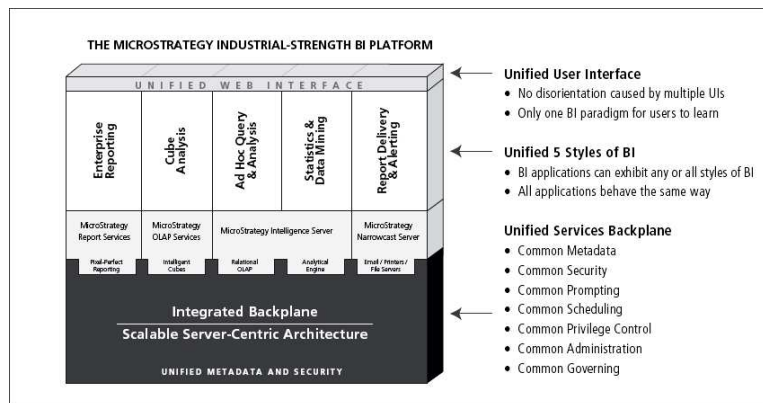 THE MICROSTRATEGY INDUSTRIAL-STRENGTH BI PLATFORM
UNIFIED WEB INTERFACE
Enterprise
Reporting
Cube
Analysis
Ad Hoc Query
& Analysis
Statistics &
Data Mining
Report Delivery
& Alerting
MicroStrategy
Report Services
MicroStrategy
OLAP Services
MicroStrategy Intelligence Server
MicroStrategy
Narrowcast Server
Pixel-Perfect
Reporting
Intelligent
Cubes
Relational
OLAP
Analytical
Engine
Email / Printers /
File Servers
Integrated Backplane
Scalable Server-Centric Architecture
UNIFIED METADATA AND SECURITY
Unified User Interface
• No disorientation caused by multiple UIs
• Only one BI paradigm for users to learn
Unified 5 Styles of BI
• BI applications can exhibit any or all styles of BI
• All applications behave the same way
Unified Services Backplane
• Common Metadata
• Common Security
• Common Prompting
• Common Scheduling
• Common Privilege Control
• Common Administration
• Common Governing